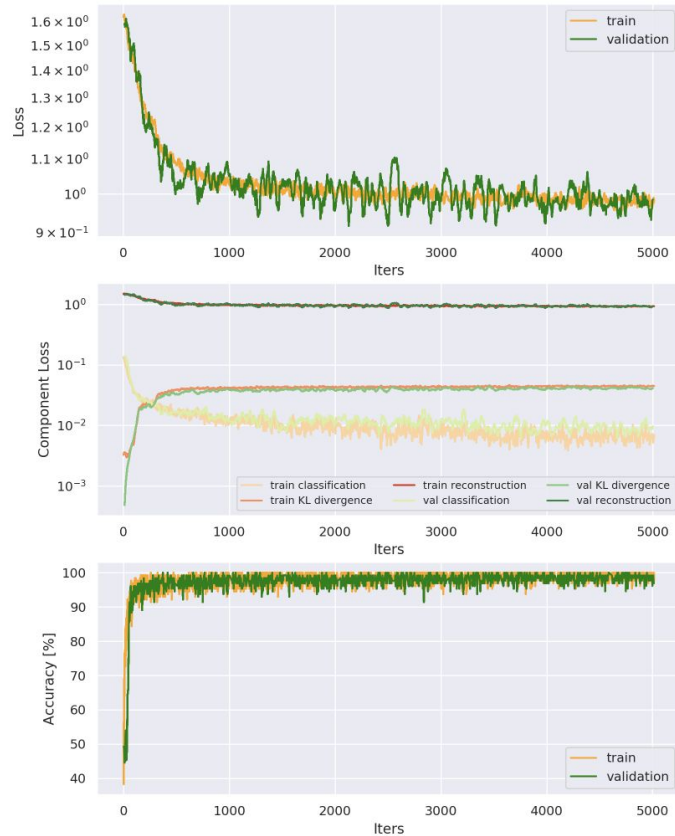 1.6 × 10⁰
1.5 × 10⁰
1.4 × 10⁰
1.3 × 10⁰
1.2 × 10⁰
1.1 × 10⁰
10⁰
9 × 10⁻¹
Loss
train
validation
0 1000 2000 3000 4000 5000
Iters
10⁰
10⁻¹
10⁻²
10⁻³
Component Loss
train classification train reconstruction val KL divergence
train KL divergence val classification val reconstruction
0 1000 2000 3000 4000 5000
Iters
100
90
80
70
60
50
40
Accuracy [%]
train
validation
0 1000 2000 3000 4000 5000
Iters